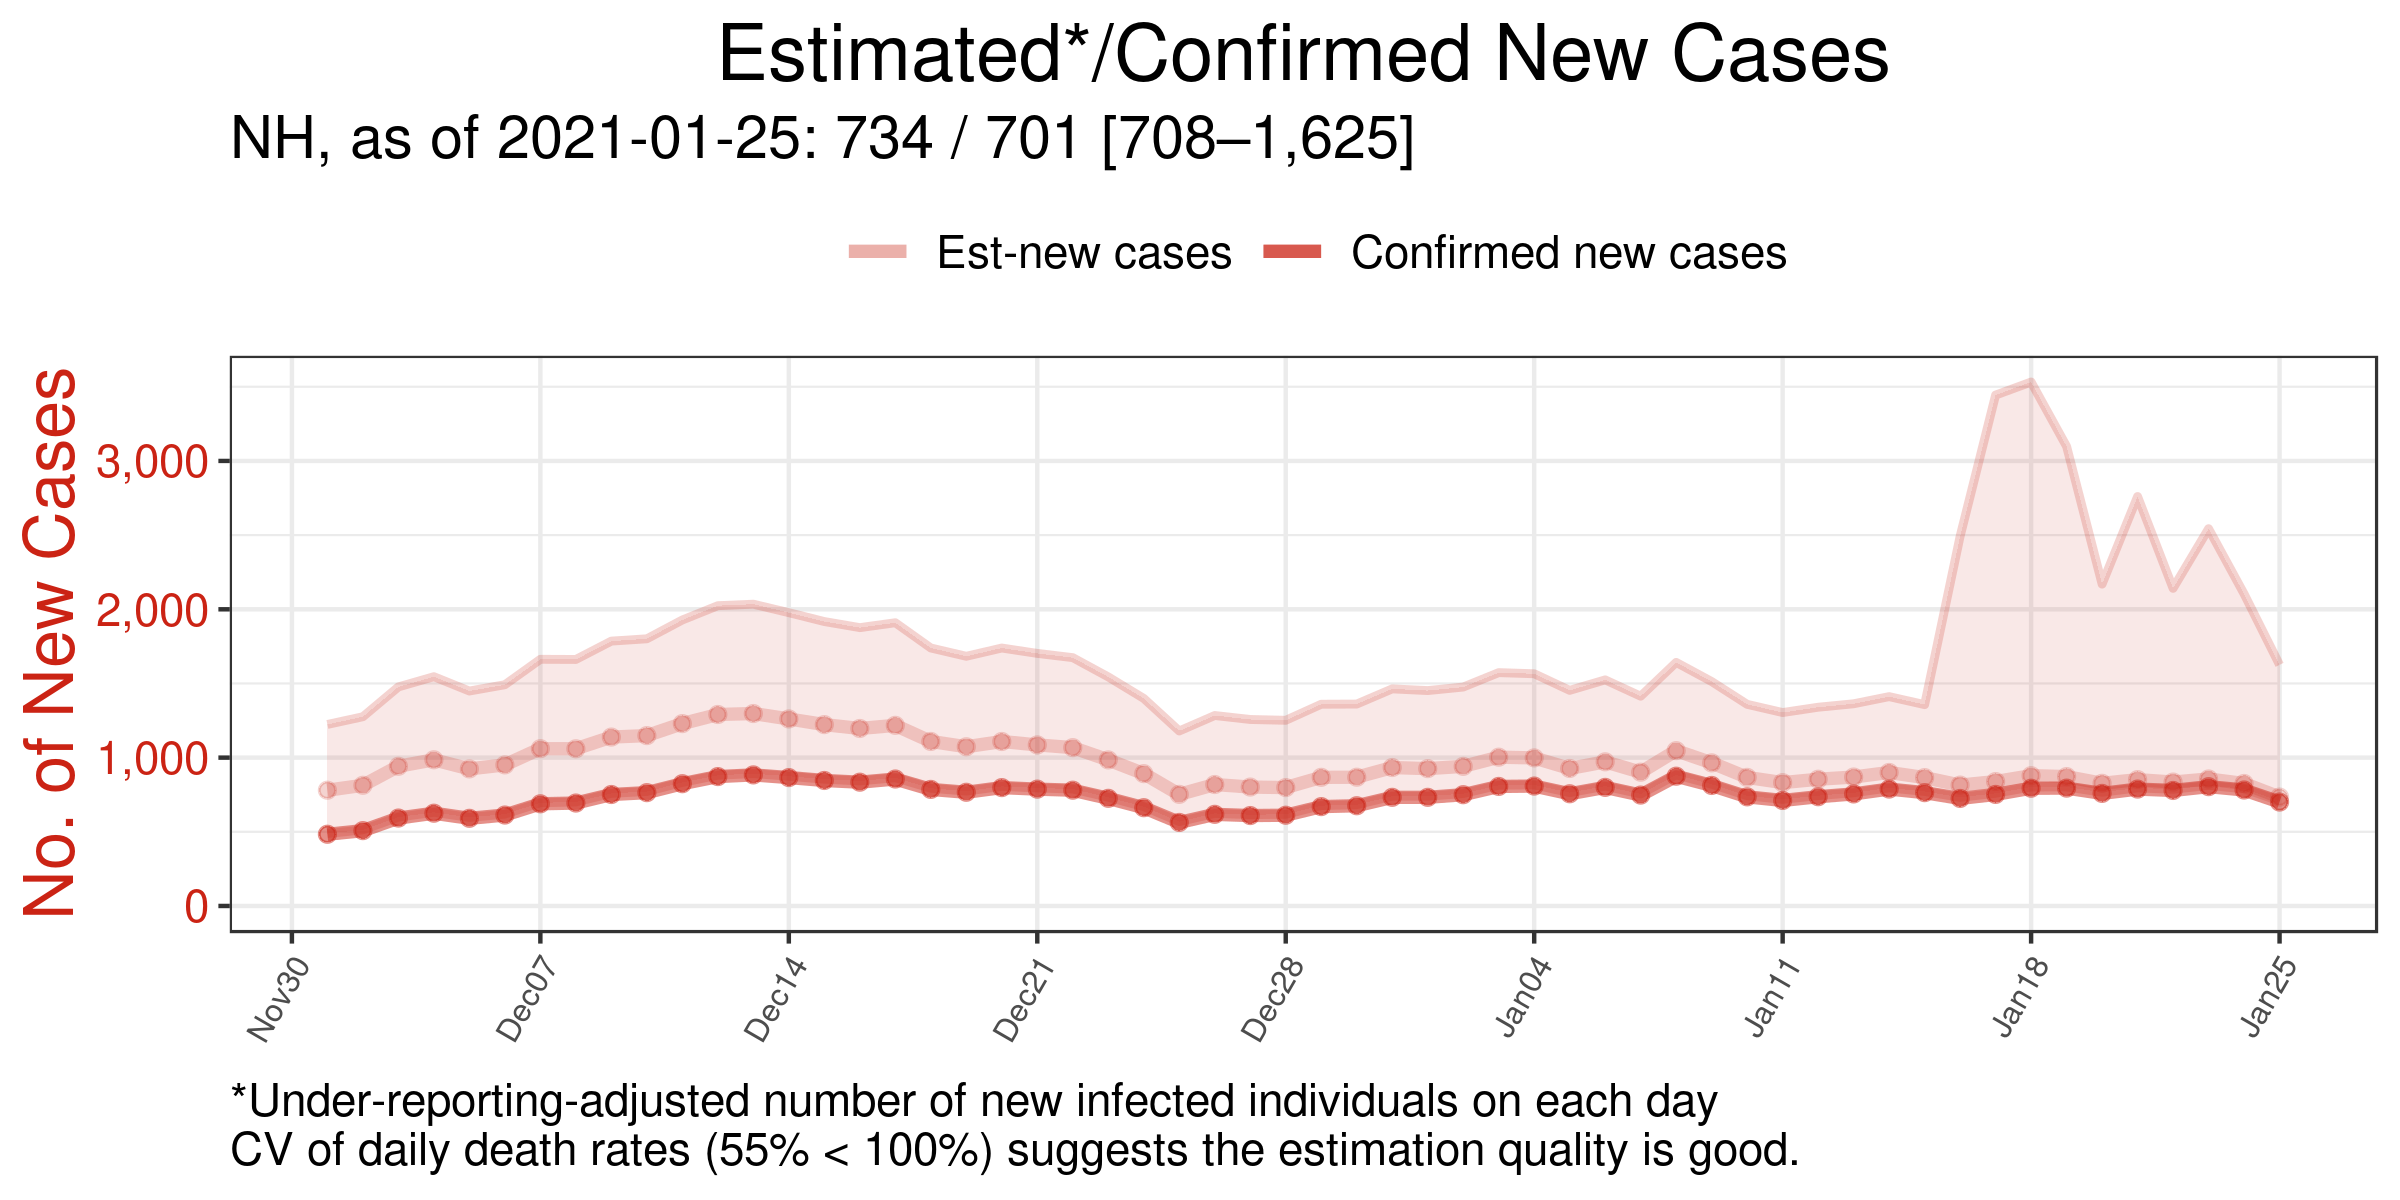 Estimated*/Confirmed New Cases
NH, as of 2021-01-25: 734 / 701 [708–1,625]
Est-new cases
Confirmed new cases
No. of New Cases
3,000
2,000
1,000
0
Nov30
Dec07
Dec14
Dec21
Dec28
Jan04
Jan11
Jan18
Jan25
*Under-reporting-adjusted number of new infected individuals on each day
CV of daily death rates (55% < 100%) suggests the estimation quality is good.